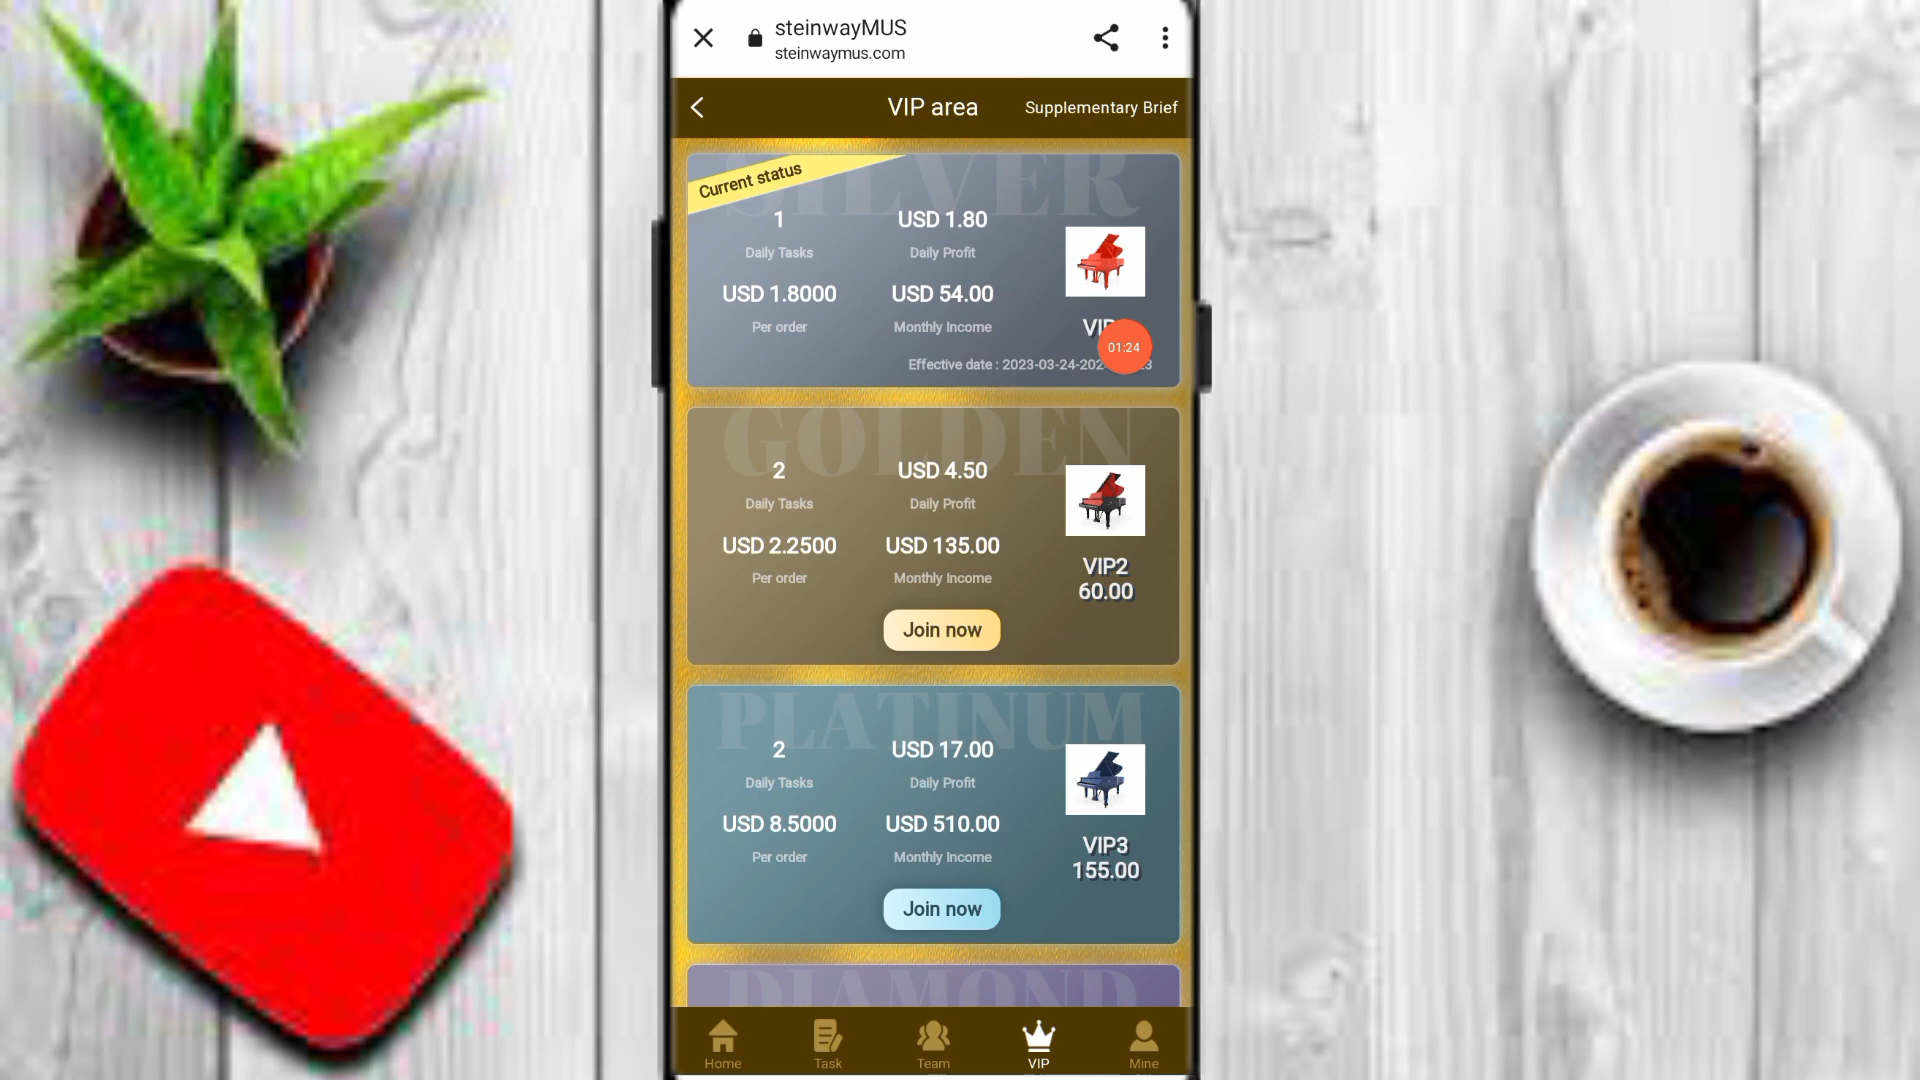 steinwayMUS
steinwaymus.com
VIP area
Supplementary Brief
SILVER
Current status
1
USD 1.80
Daily Tasks
Daily Profit
USD 1.8000
USD 54.00
Per order
Monthly Income
01:24
Effective date : 2023-03-24-202
GOLDEN
2
USD 4.50
Daily Tasks
Daily Profit
USD 2.2500
USD 135.00
Per order
Monthly Income
VIP2
60.00
Join now
PLATINUM
2
USD 17.00
Daily Tasks
Daily Profit
USD 8.5000
USD 510.00
Per order
Monthly Income
VIP3
155.00
Join now
DIAMOND
Home
Task
Team
VIP
Mine